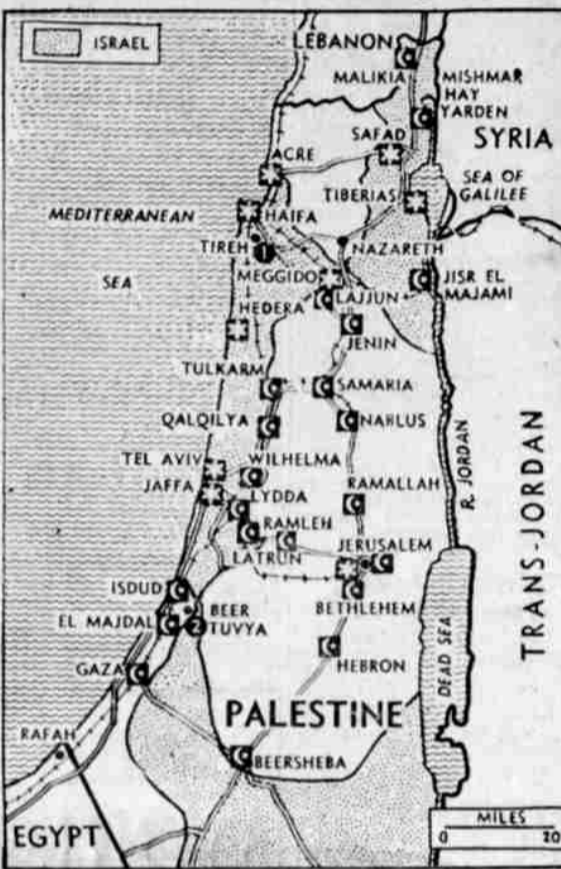 ISRAEL
LEBANON
MALIKIA
MISHMAR
HAY
YARDEN
SAFAD
SYRIA
ACRE
SEA OF
GALILEE
TIBERIAS
MEDITERRANEAN
HAIFA
TIREH
1
NAZARETH
MEGGIDO
JISR EL
MAJAMI
SEA
LAJJUN
HEDERA
JENIN
TULKARM
SAMARIA
QALQILYA
NABLUS
TEL AVIV
WILHELMA
JAFFA
LYDDA
RAMALLAH
R. JORDAN
TRANS-JORDAN
RAMLEH
LATRUN
JERUSALEM
ISDUD
BETHLEHEM
EL MAJDAL
BEER
TUVYA
2
HEBRON
DEAD SEA
GAZA
PALESTINE
RAFAH
BEERSHEBA
EGYPT
MILES
0 20